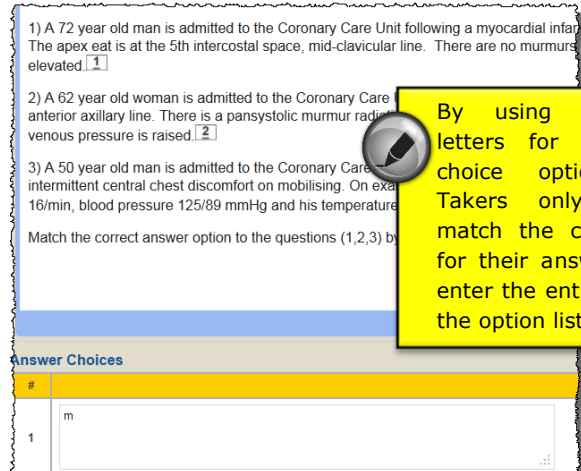 1) A 72 year old man is admitted to the Coronary Care Unit following a myocardial
The apex eat is at the 5th intercostal space, mid-clavicular line. There are no murmurs
elevated. 1
2) A 62 year old woman is admitted to the Coronary Care
anterior axillary line. There is a pansystolic murmur
venous pressure is raised. 2
3) A 50 year old man is admitted to the Coronary Care
intermittent central chest discomfort on mobilising. On
16/min, blood pressure 125/89 mmHg and his temperature
Match the correct answer option to the questions (1,2,3) by
By using
letters for
choice
Takers only
match the
for their
enter the
the option list
Answer Choices
#
1
m